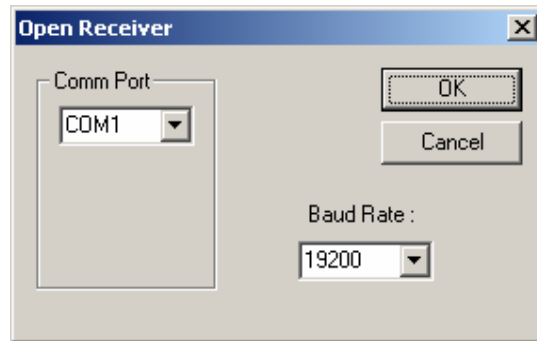 Open Receiver
Comm Port
COM1
OK
Cancel
Baud Rate :
19200